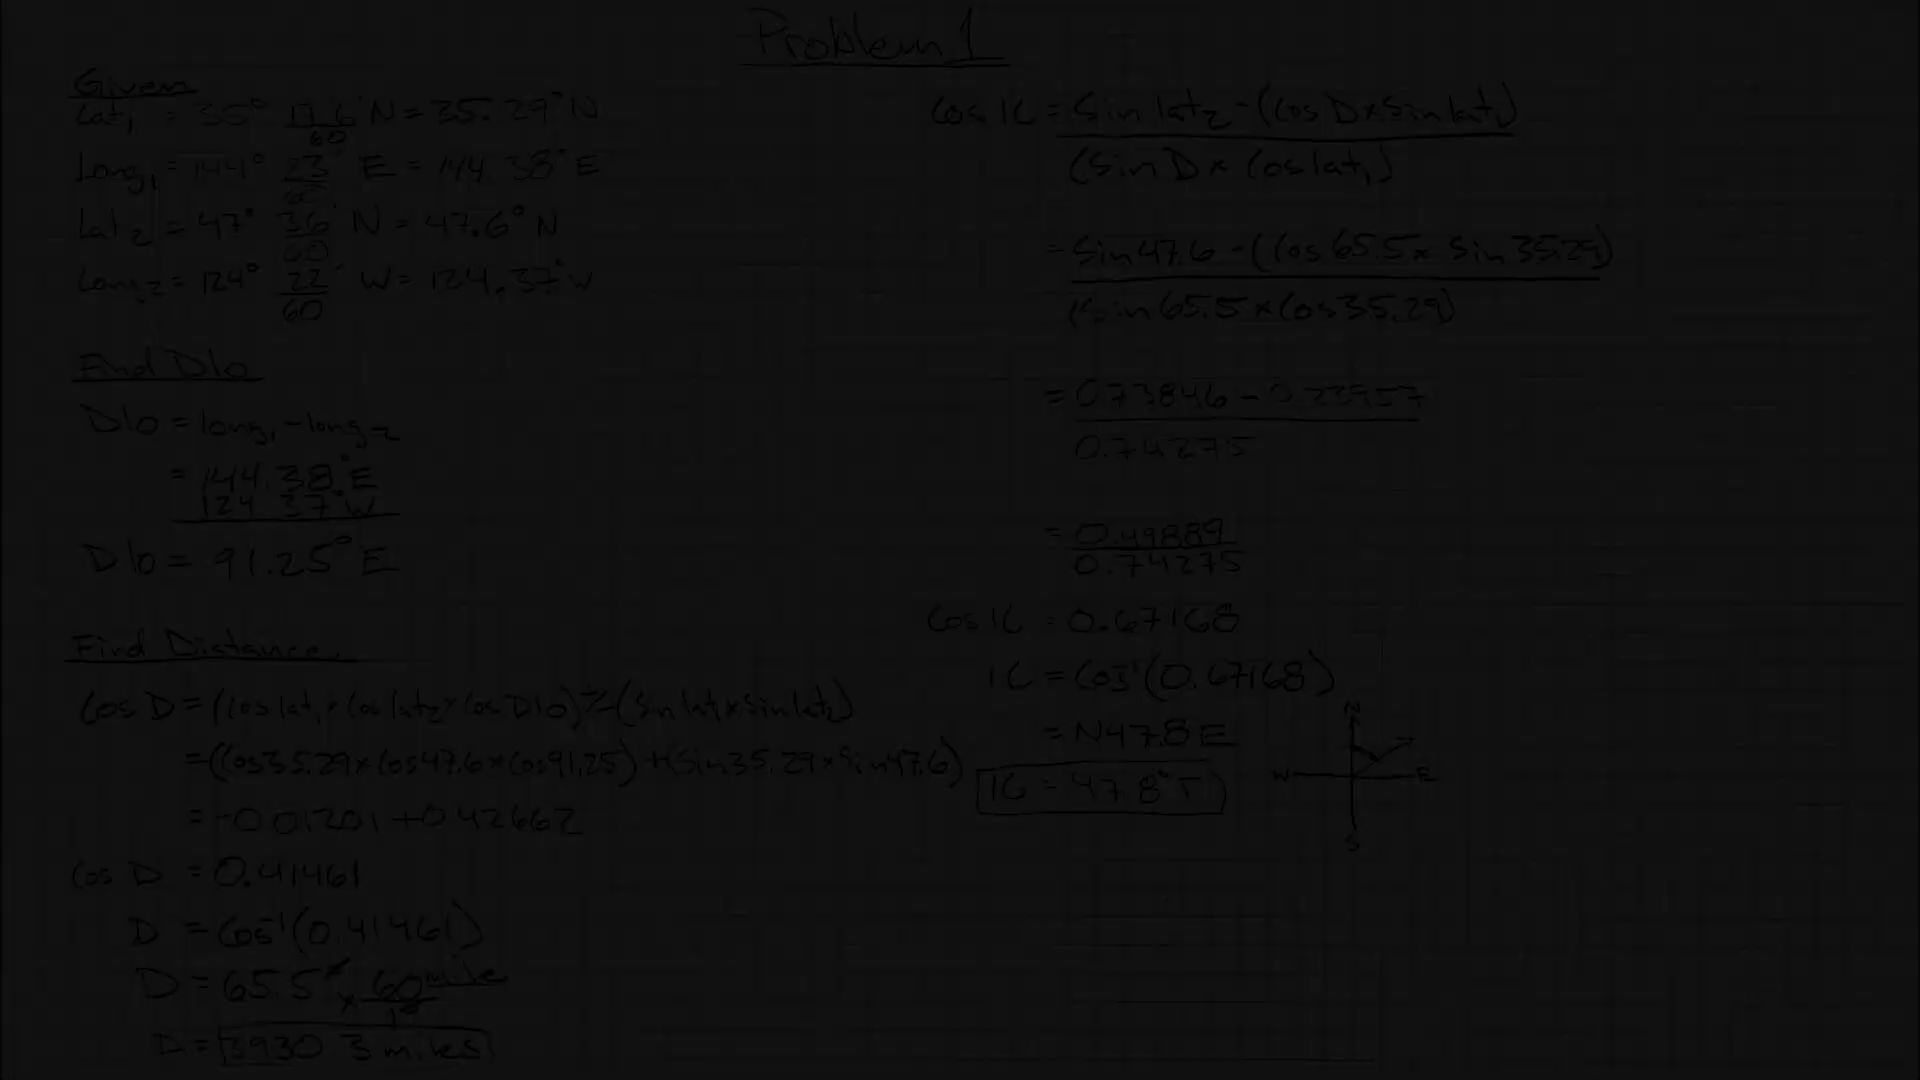 Problem 1
Given
Lat₁ = 35° 17.6' N = 35.29° N
60
Long₁ = 144° 23' E = 144.38° E
60
Lat₂ = 47° 36' N = 47.6° N
60
Long₂ = 124° 22' W = 124.37° W
60
Find Dlo
Dlo = long₁ - long₂
= 144.38° E
124.37° W
Dlo = 91.25° E
Find Distance
Cos D = (Cos lat₁ × Cos lat₂ × Cos Dlo) ± (Sin lat₁ × Sin lat₂)
= (Cos 35.29 × Cos 47.6 × Cos 91.25) + (Sin 35.29 × Sin 47.6)
= -0.01201 + 0.42662
Cos D = 0.41461
D = Cos⁻¹(0.41461)
D = 65.5° × 60 mile
1°
D = 3930.3 miles
Cos IC = Sin lat₂ - (Cos D × Sin lat₁)
(Sin D × Cos lat₁)
= Sin 47.6 - (Cos 65.5 × Sin 35.29)
(Sin 65.5 × Cos 35.29)
= 0.73846 - 0.23957
0.74275
= 0.49889
0.74275
Cos IC = 0.67168
IC = Cos⁻¹(0.67168)
= N47.8E
IC = 47.8° T
N
W E
S